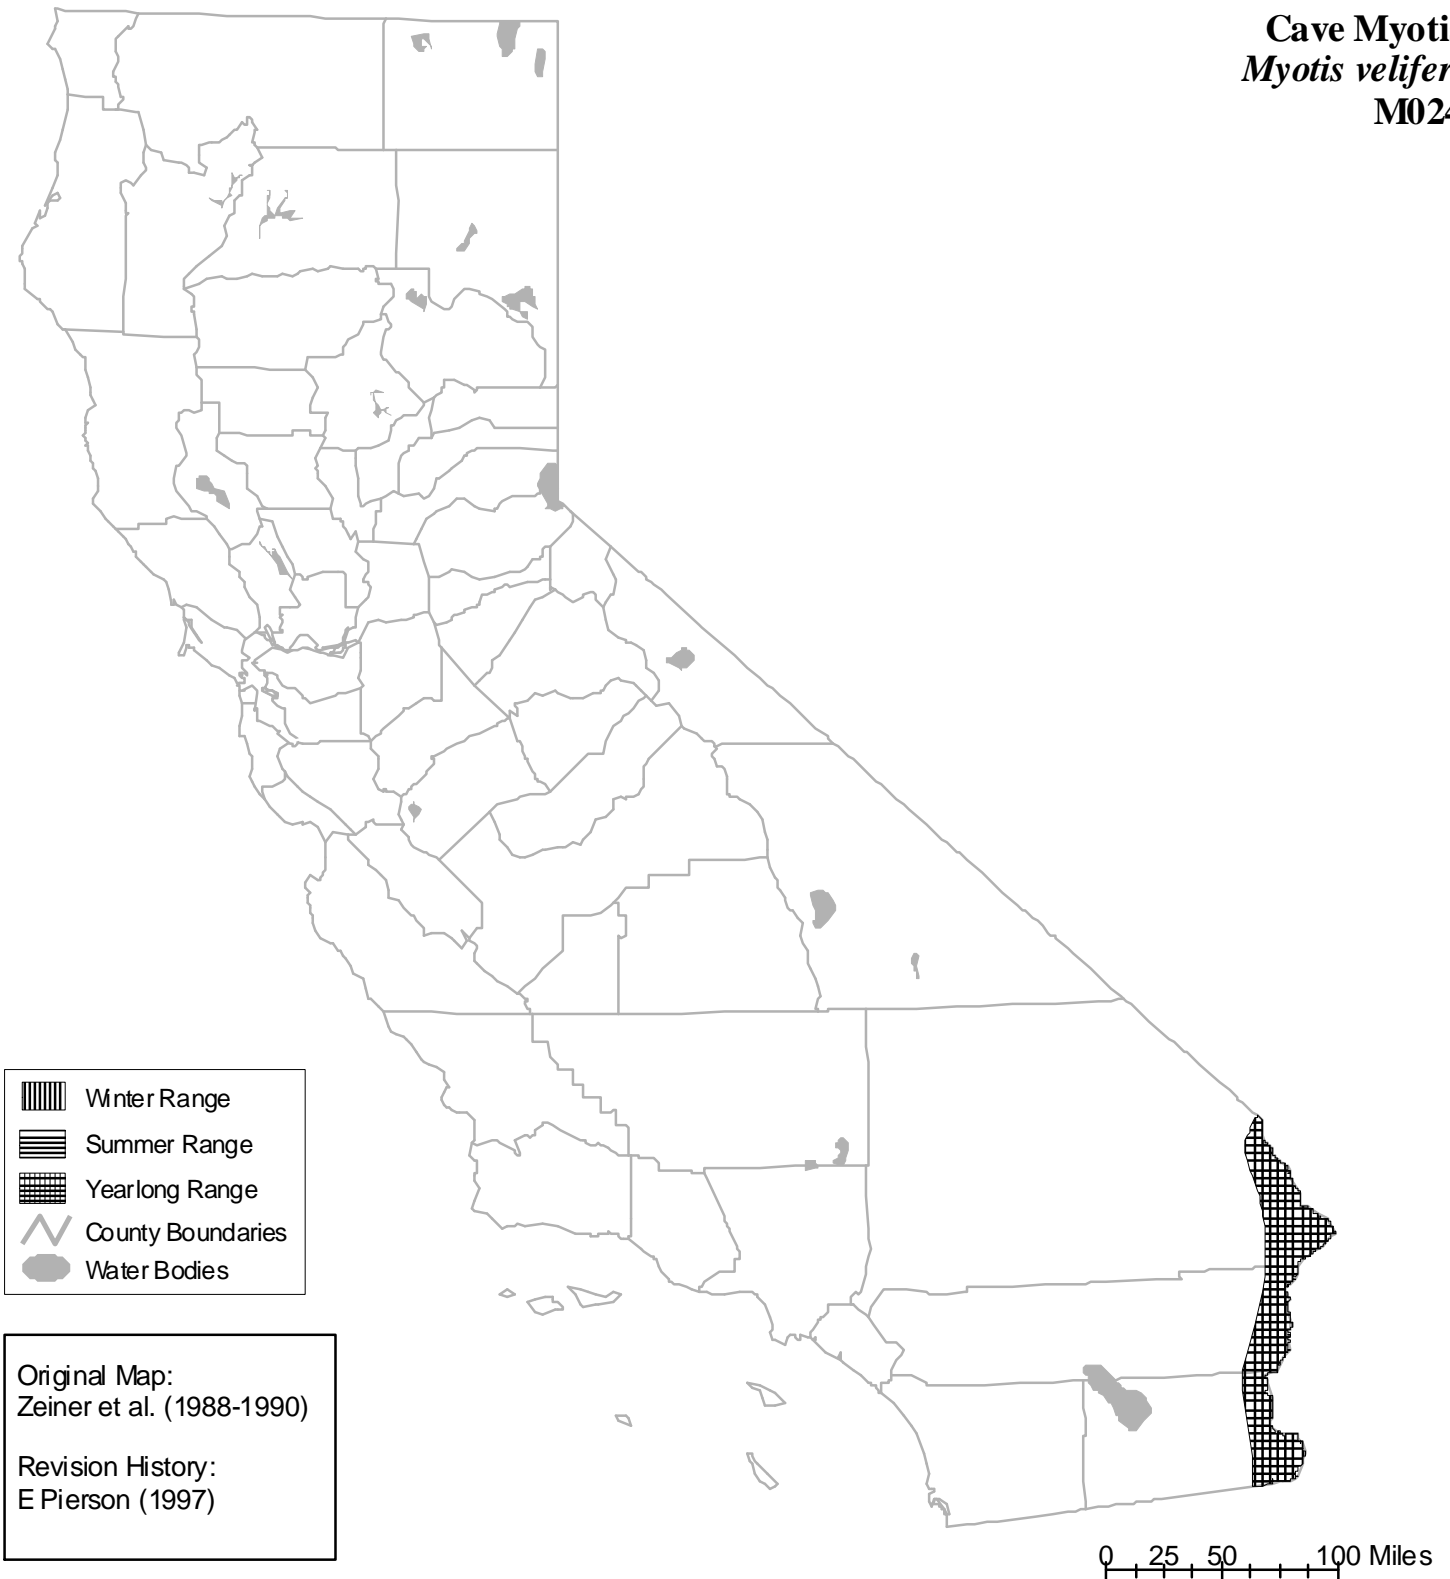 Cave Myoti
Myotis velifer
M024
Winter Range
Summer Range
Yearlong Range
County Boundaries
Water Bodies
Original Map:
Zeiner et al. (1988-1990)
Revision History:
E Pierson (1997)
0 25 50 100 Miles